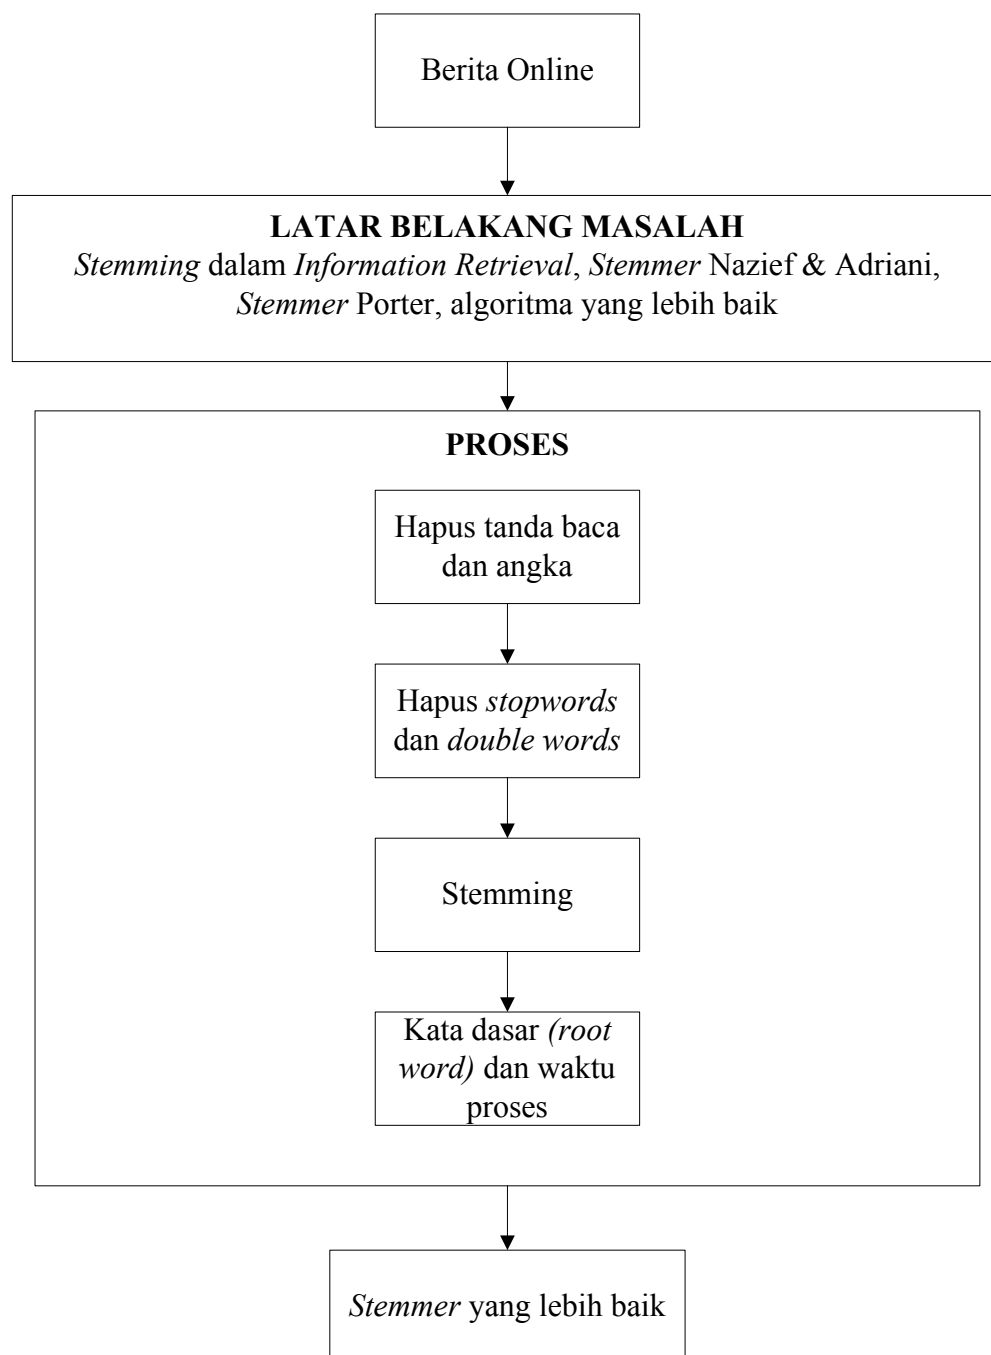 Berita Online
LATAR BELAKANG MASALAH
Stemming dalam Information Retrieval, Stemmer Nazief & Adriani,
Stemmer Porter, algoritma yang lebih baik
PROSES
Hapus tanda baca
dan angka
Hapus stopwords
dan double words
Stemming
Kata dasar (root
word) dan waktu
proses
Stemmer yang lebih baik